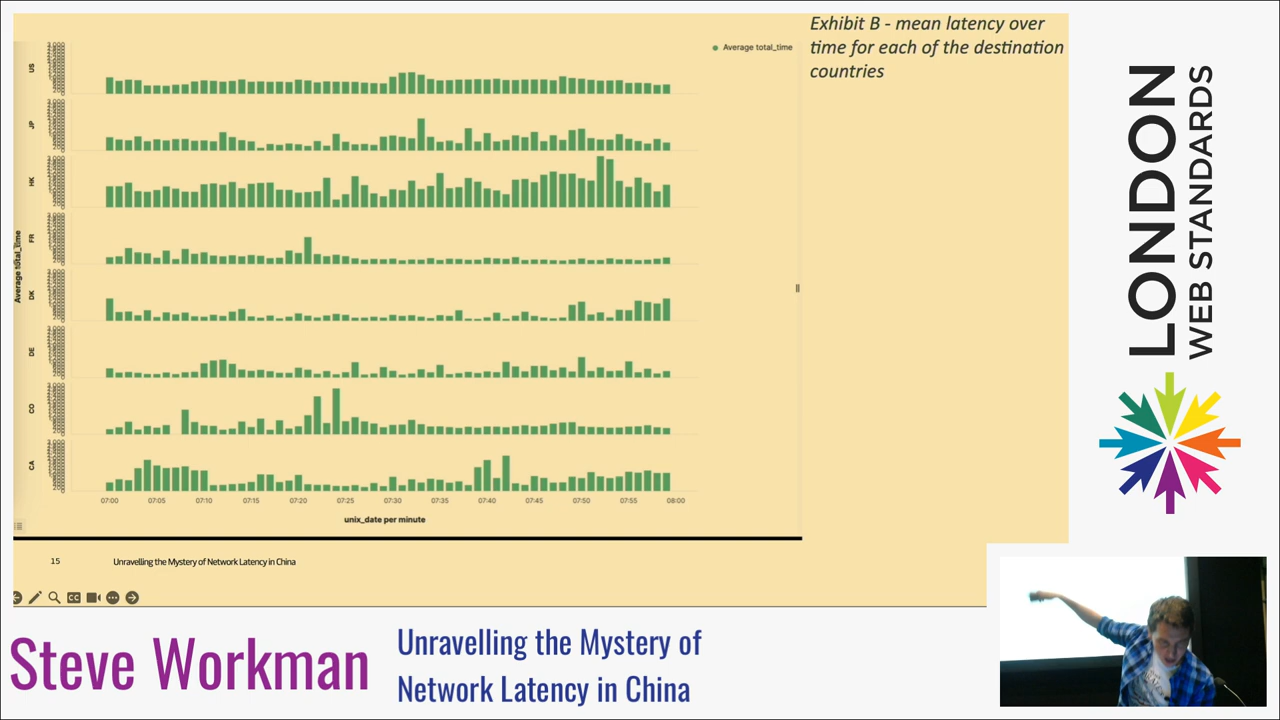 Exhibit B - mean latency over
time for each of the destination
countries
Average total_time
US
JP
HK
FR
DK
DE
CO
CA
Average total_time
07:00 07:05 07:10 07:15 07:20 07:25 07:30 07:35 07:40 07:45 07:50 07:55 08:00
unix_date per minute
15 Unravelling the Mystery of Network Latency in China
CC
LONDON
WEB STANDARDS
Steve Workman
Unravelling the Mystery of
Network Latency in China